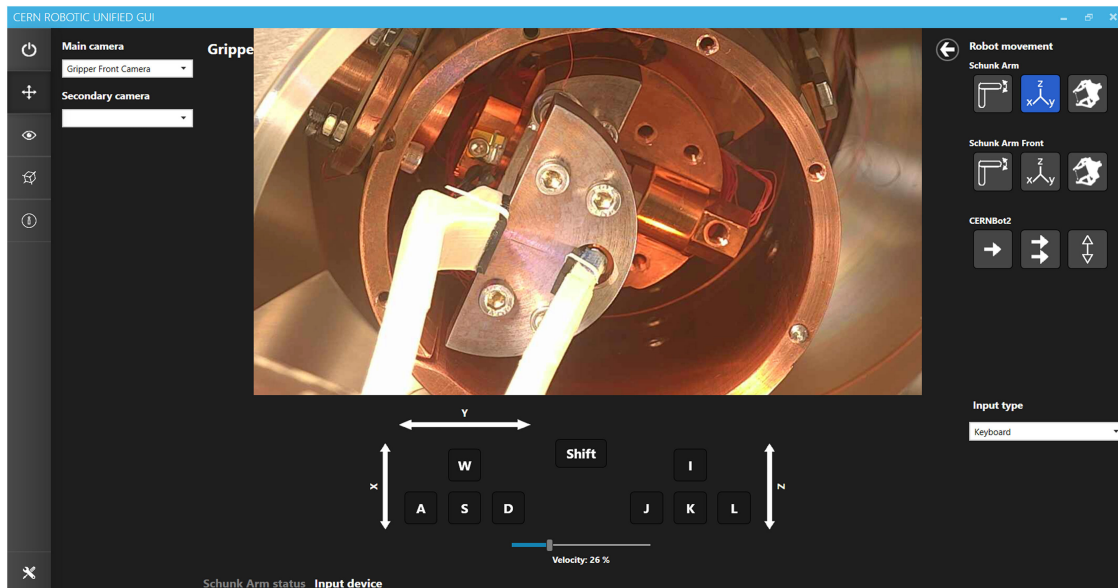 CERN ROBOTIC UNIFIED GUI
Main camera
Gripper Front Camera
Secondary camera
Robot movement
Schunk Arm
Z
X Y
Schunk Arm Front
Z
X Y
CERNBot2
Input type
Keyboard
Y
X
Z
Shift
W
I
A S D
J K L
Velocity: 26 %
Schunk Arm status Input device